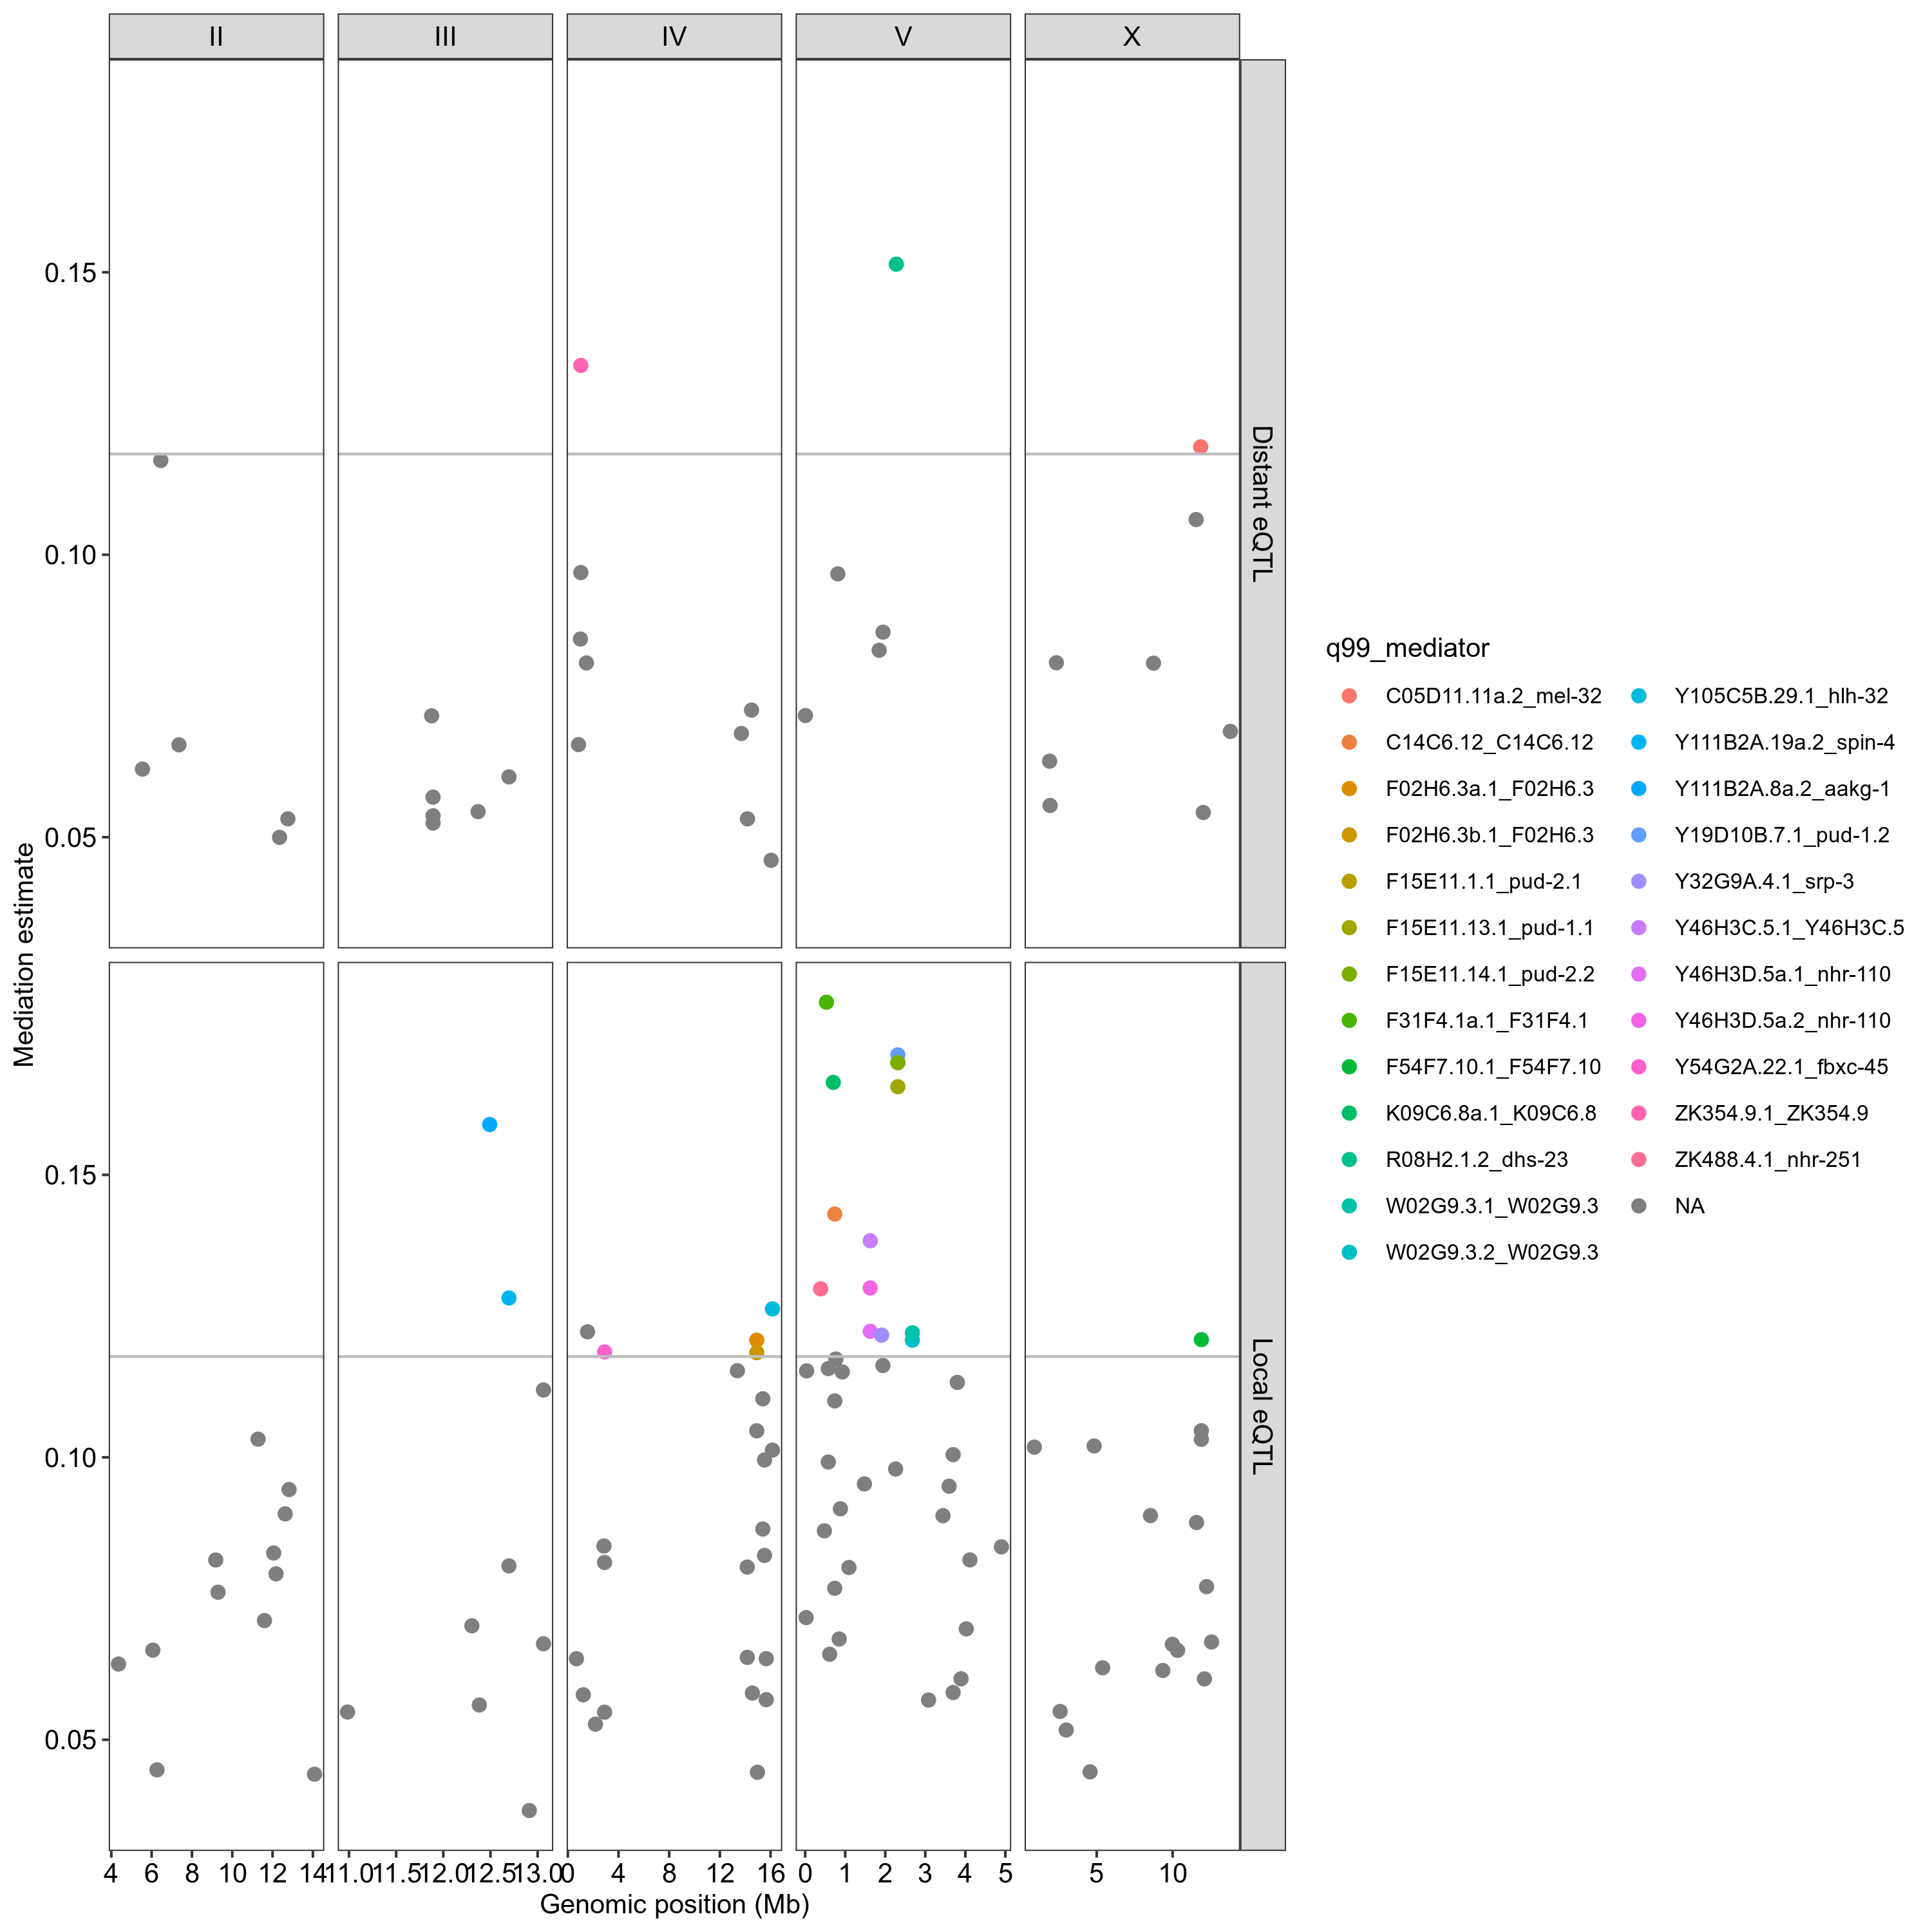 II III IV V X
Distant eQTL
0.15
0.10
0.05
Mediation estimate
Local eQTL
0.15
0.10
0.05
4 6 8 10 12 14 11.0 11.5 12.0 12.5 13.0 0 4 8 12 16 0 1 2 3 4 5 5 10
Genomic position (Mb)
q99_mediator
C05D11.11a.2_mel-32
C14C6.12_C14C6.12
F02H6.3a.1_F02H6.3
F02H6.3b.1_F02H6.3
F15E11.1.1_pud-2.1
F15E11.13.1_pud-1.1
F15E11.14.1_pud-2.2
F31F4.1a.1_F31F4.1
F54F7.10.1_F54F7.10
K09C6.8a.1_K09C6.8
R08H2.1.2_dhs-23
W02G9.3.1_W02G9.3
W02G9.3.2_W02G9.3
Y105C5B.29.1_hlh-32
Y111B2A.19a.2_spin-4
Y111B2A.8a.2_aakg-1
Y19D10B.7.1_pud-1.2
Y32G9A.4.1_srp-3
Y46H3C.5.1_Y46H3C.5
Y46H3D.5a.1_nhr-110
Y46H3D.5a.2_nhr-110
Y54G2A.22.1_fbxc-45
ZK354.9.1_ZK354.9
ZK488.4.1_nhr-251
NA